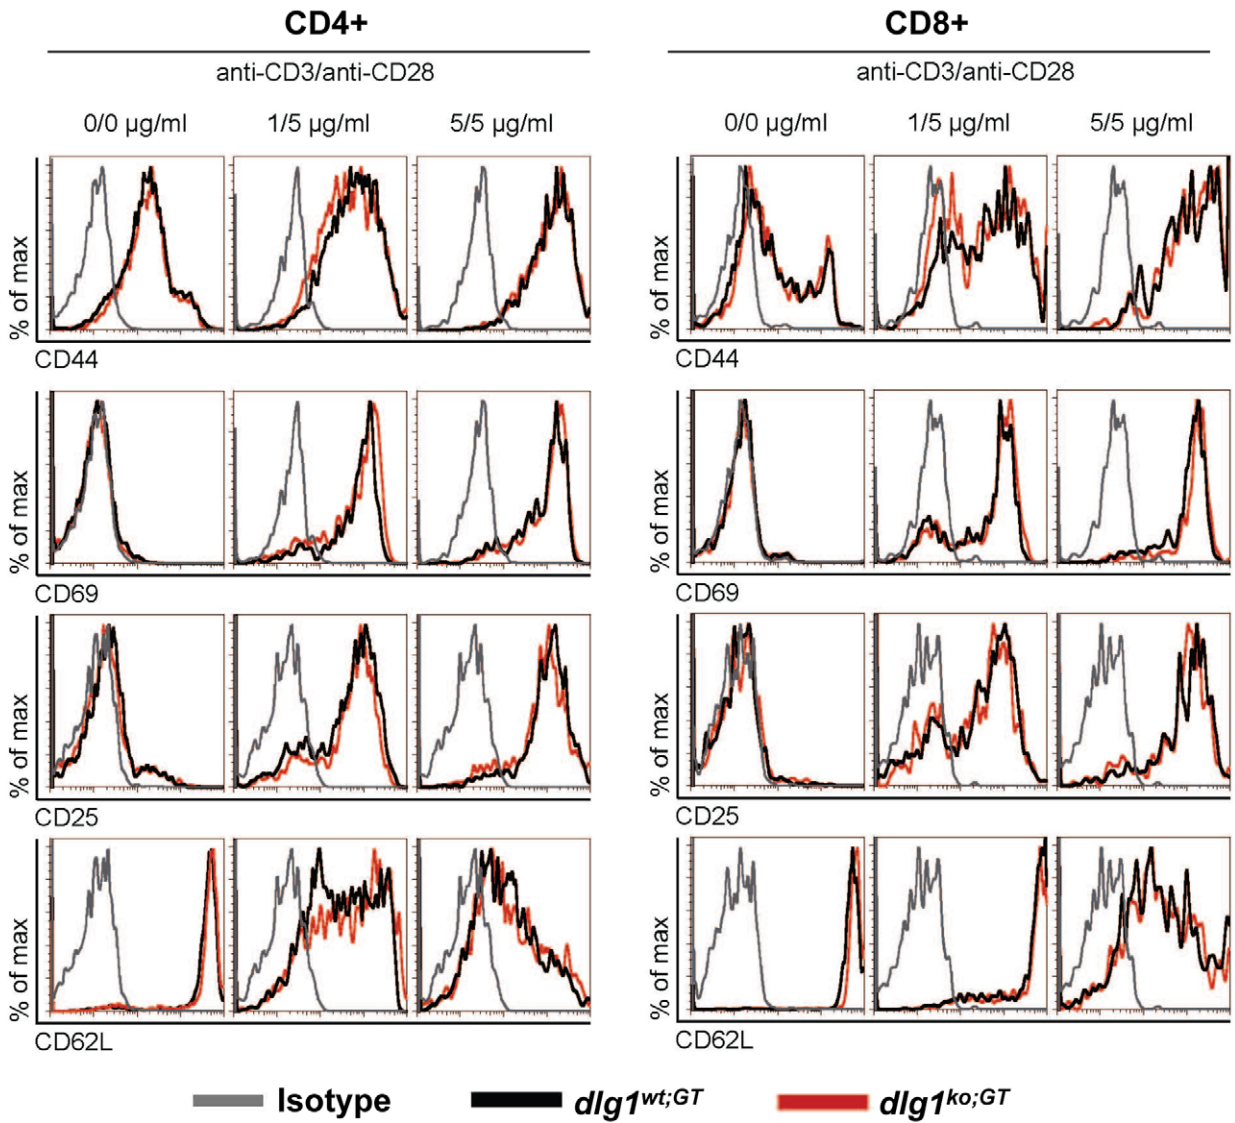 CD4+ CD8+
anti-CD3/anti-CD28 anti-CD3/anti-CD28
0/0 µg/ml 1/5 µg/ml 5/5 µg/ml 0/0 µg/ml 1/5 µg/ml 5/5 µg/ml
% of max % of max
CD44 CD44
% of max % of max
CD69 CD69
% of max % of max
CD25 CD25
% of max % of max
CD62L CD62L
Isotype dlg1wt;GT dlg1ko;GT